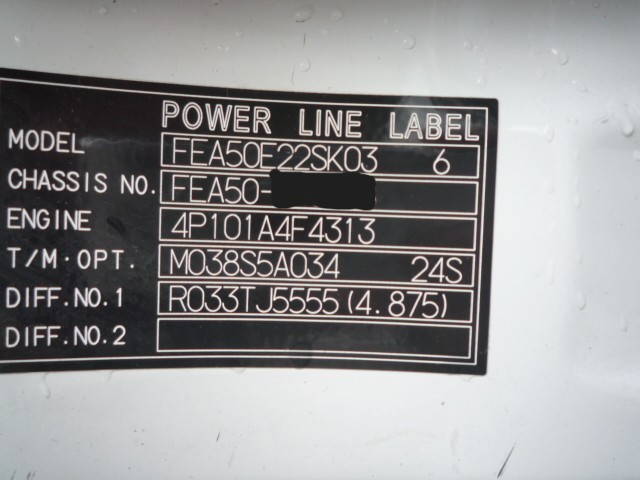 POWER LINE LABEL
MODEL FEA50E22SK03 6
CHASSIS NO. FEA50-
ENGINE 4P101A4F4313
T/M·OPT. M038S5A034 24S
DIFF.NO.1 R033TJ5555(4.875)
DIFF.NO.2